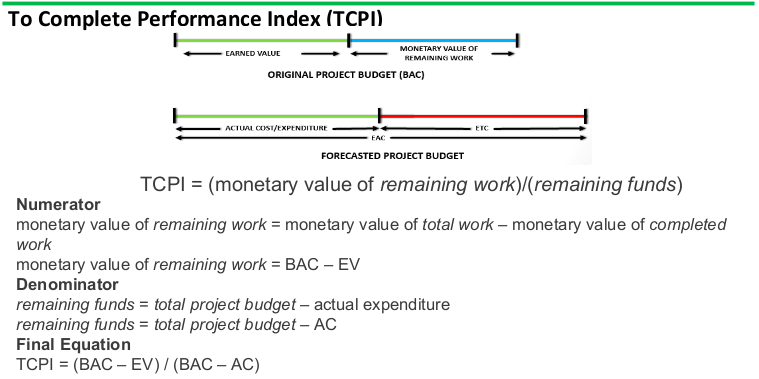 To Complete Performance Index (TCPI)
EARNED VALUE
MONETARY VALUE OF
REMAINING WORK
ORIGINAL PROJECT BUDGET (BAC)
ACTUAL COST/EXPENDITURE
ETC
EAC
FORECASTED PROJECT BUDGET
TCPI = (monetary value of remaining work)/(remaining funds)
Numerator
monetary value of remaining work = monetary value of total work – monetary value of completed
work
monetary value of remaining work = BAC – EV
Denominator
remaining funds = total project budget – actual expenditure
remaining funds = total project budget – AC
Final Equation
TCPI = (BAC – EV) / (BAC – AC)